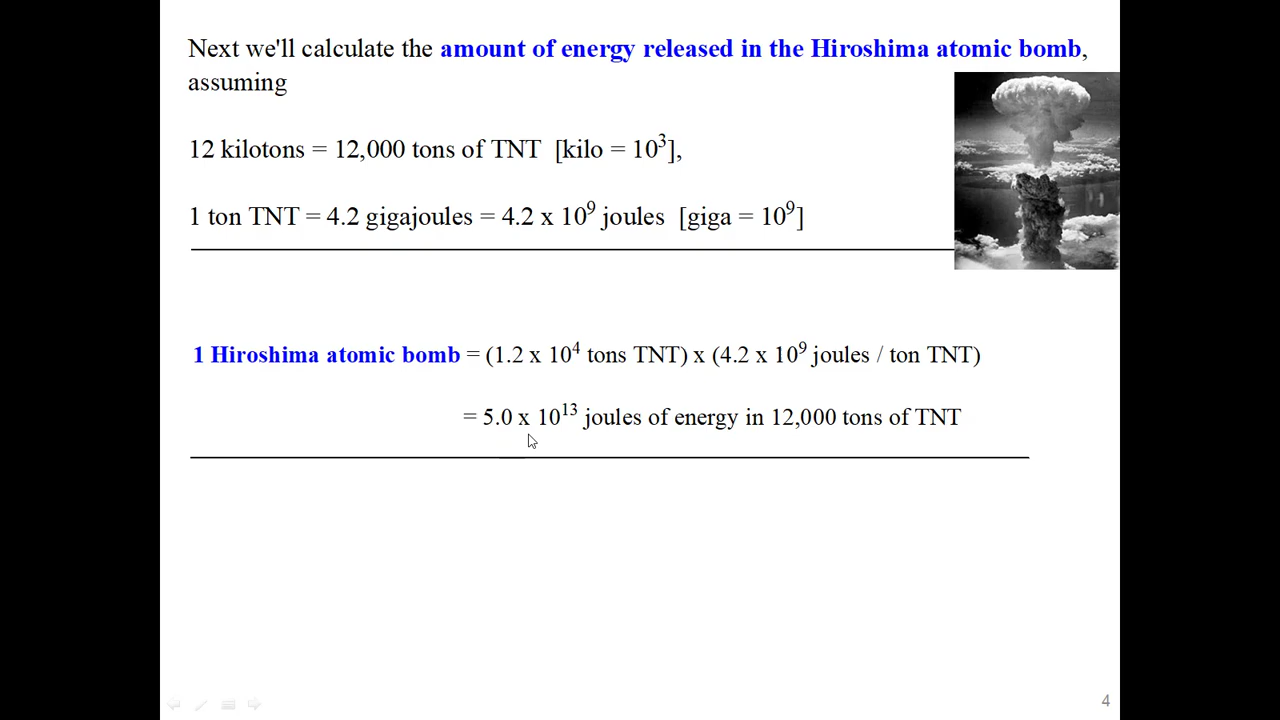 Next we'll calculate the amount of energy released in the Hiroshima atomic bomb,
assuming
12 kilotons = 12,000 tons of TNT [kilo = 10³],
1 ton TNT = 4.2 gigajoules = 4.2 x 10⁹ joules [giga = 10⁹]
1 Hiroshima atomic bomb = (1.2 x 10⁴ tons TNT) x (4.2 x 10⁹ joules / ton TNT)
= 5.0 x 10¹³ joules of energy in 12,000 tons of TNT
4